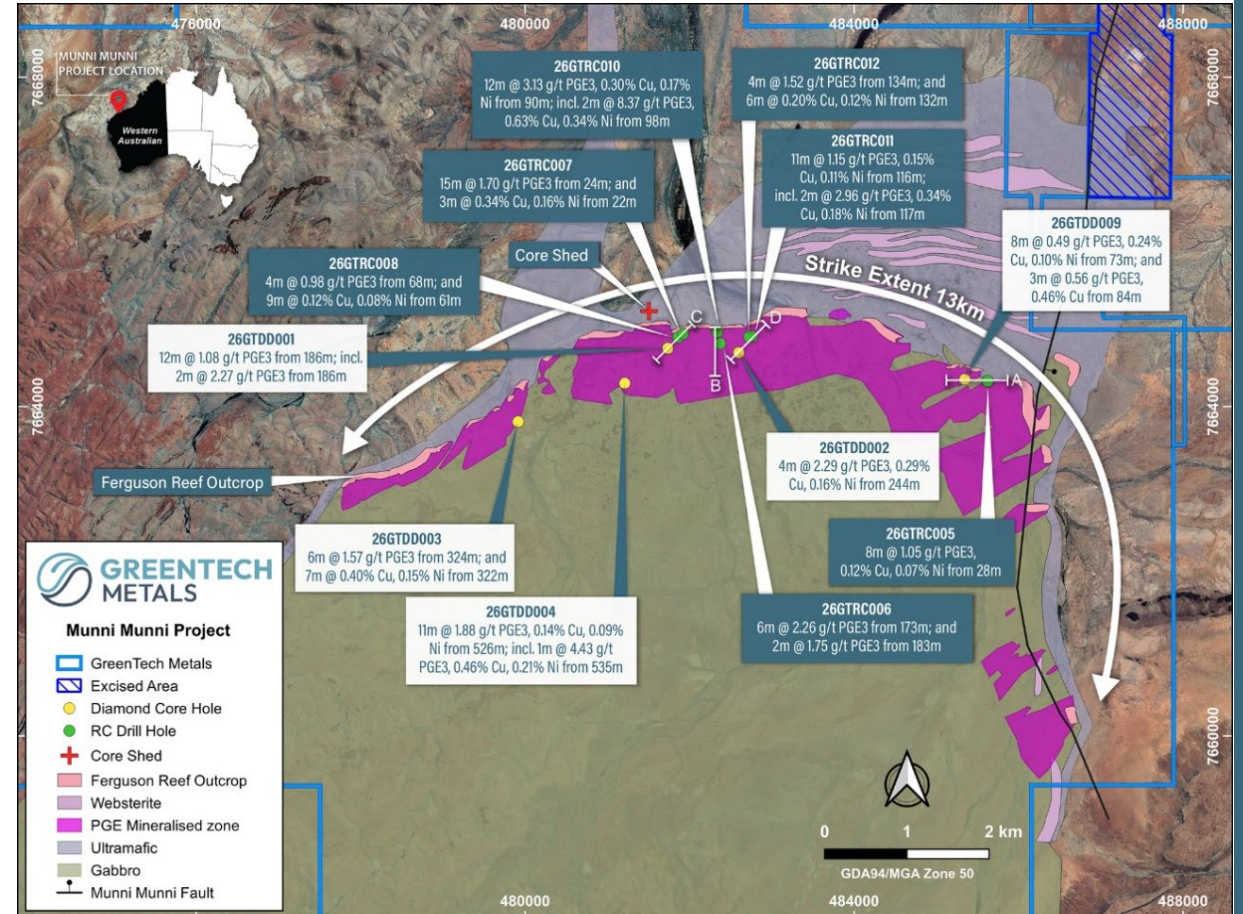 476000
480000
484000
488000
7668000
7668000
MUNNI MUNNI
PROJECT LOCATION
Western
Australian
26GTRC010
12m @ 3.13 g/t PGE3, 0.30% Cu, 0.17%
Ni from 90m; incl. 2m @ 8.37 g/t PGE3,
0.63% Cu, 0.34% Ni from 98m
26GTRC012
4m @ 1.52 g/t PGE3 from 134m; and
6m @ 0.20% Cu, 0.12% Ni from 132m
26GTRC007
15m @ 1.70 g/t PGE3 from 24m; and
3m @ 0.34% Cu, 0.16% Ni from 22m
26GTRC011
11m @ 1.15 g/t PGE3, 0.15%
Cu, 0.11% Ni from 116m;
incl. 2m @ 2.96 g/t PGE3, 0.34%
Cu, 0.18% Ni from 117m
26GTDD009
8m @ 0.49 g/t PGE3, 0.24%
Cu, 0.10% Ni from 73m; and
3m @ 0.56 g/t PGE3,
0.46% Cu from 84m
Core Shed
26GTRC008
4m @ 0.98 g/t PGE3 from 68m; and
9m @ 0.12% Cu, 0.08% Ni from 61m
Strike Extent 13km
26GTDD001
12m @ 1.08 g/t PGE3 from 186m; incl.
2m @ 2.27 g/t PGE3 from 186m
C
D
B
A
7664000
7664000
26GTDD002
4m @ 2.29 g/t PGE3, 0.29%
Cu, 0.16% Ni from 244m
Ferguson Reef Outcrop
26GTDD003
6m @ 1.57 g/t PGE3 from 324m; and
7m @ 0.40% Cu, 0.15% Ni from 322m
26GTRC005
8m @ 1.05 g/t PGE3,
0.12% Cu, 0.07% Ni from 28m
26GTDD004
11m @ 1.88 g/t PGE3, 0.14% Cu, 0.09%
Ni from 526m; incl. 1m @ 4.43 g/t
PGE3, 0.46% Cu, 0.21% Ni from 535m
26GTRC006
6m @ 2.26 g/t PGE3 from 173m; and
2m @ 1.75 g/t PGE3 from 183m
GREENTECH
METALS
Munni Munni Project
GreenTech Metals
Excised Area
Diamond Core Hole
RC Drill Hole
Core Shed
Ferguson Reef Outcrop
Websterite
PGE Mineralised zone
Ultramafic
Gabbro
Munni Munni Fault
7660000
0 1 2 km
GDA94/MGA Zone 50
480000
484000
488000